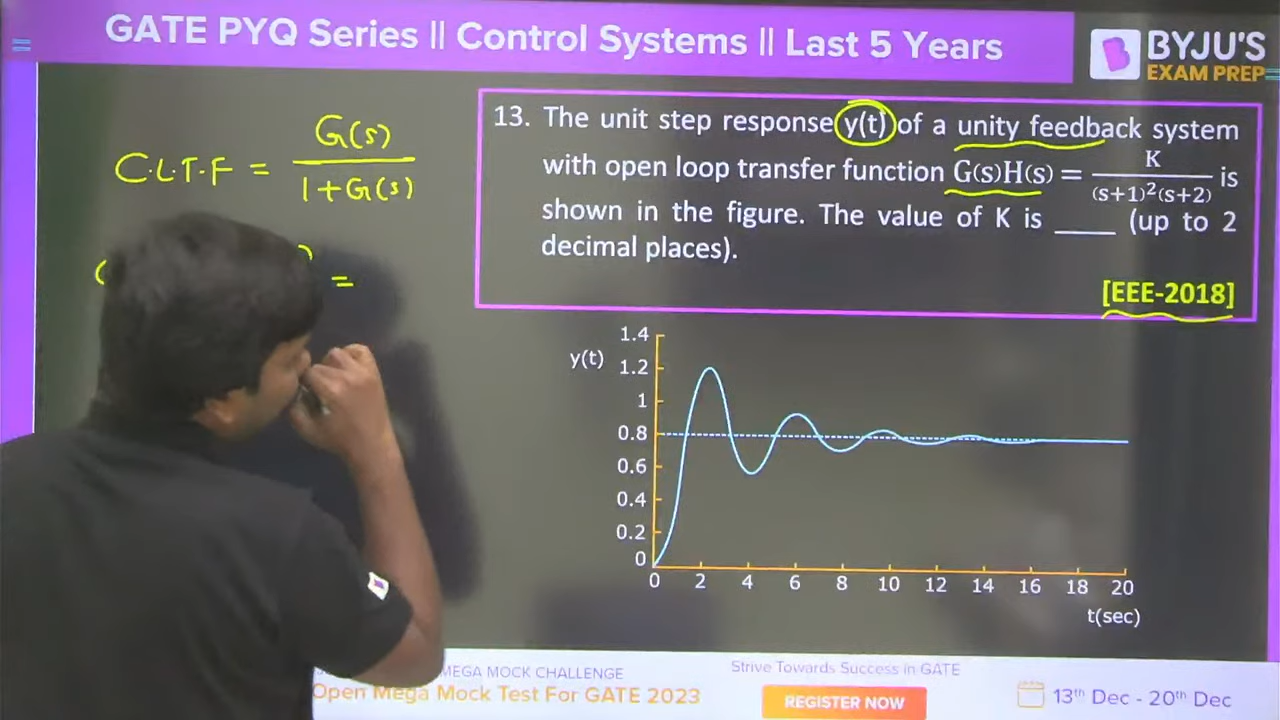 GATE PYQ Series || Control Systems || Last 5 Years
BYJU'S
EXAM PREP
C.L.T.F = G(s) / 1+G(s)
( ) =
13. The unit step response y(t) of a unity feedback system
with open loop transfer function G(s)H(s) = K / (s+1)²(s+2) is
shown in the figure. The value of K is ____ (up to 2
decimal places).
[EEE-2018]
y(t)
1.4
1.2
1
0.8
0.6
0.4
0.2
0
0 2 4 6 8 10 12 14 16 18 20
t(sec)
MEGA MOCK CHALLENGE
Open Mega Mock Test For GATE 2023
Strive Towards Success in GATE
REGISTER NOW
13th Dec - 20th Dec